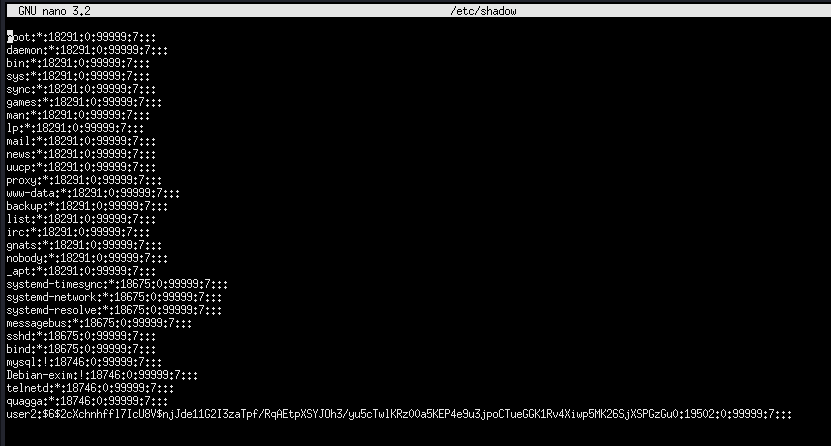 GNU nano 3.2 /etc/shadow
root:*:18291:0:99999:7:::
daemon:*:18291:0:99999:7:::
bin:*:18291:0:99999:7:::
sys:*:18291:0:99999:7:::
sync:*:18291:0:99999:7:::
games:*:18291:0:99999:7:::
man:*:18291:0:99999:7:::
lp:*:18291:0:99999:7:::
mail:*:18291:0:99999:7:::
news:*:18291:0:99999:7:::
uucp:*:18291:0:99999:7:::
proxy:*:18291:0:99999:7:::
www-data:*:18291:0:99999:7:::
backup:*:18291:0:99999:7:::
list:*:18291:0:99999:7:::
irc:*:18291:0:99999:7:::
gnats:*:18291:0:99999:7:::
nobody:*:18291:0:99999:7:::
_apt:*:18291:0:99999:7:::
systemd-timesync:*:18675:0:99999:7:::
systemd-network:*:18675:0:99999:7:::
systemd-resolve:*:18675:0:99999:7:::
messagebus:*:18675:0:99999:7:::
sshd:*:18675:0:99999:7:::
bind:*:18675:0:99999:7:::
mysql:!:18746:0:99999:7:::
Debian-exim:!:18746:0:99999:7:::
telnetd:*:18746:0:99999:7:::
quagga:*:18746:0:99999:7:::
user2:$6$2cXchnhffl7IcU8V$njJde11G2I3zaTpf/RqAEtpXSYJOh3/yu5cTwlKRz00a5KEP4e9u3jpoCTueGGK1Rv4Xiwp5MK26SjXSPGzGu0:19502:0:99999:7:::